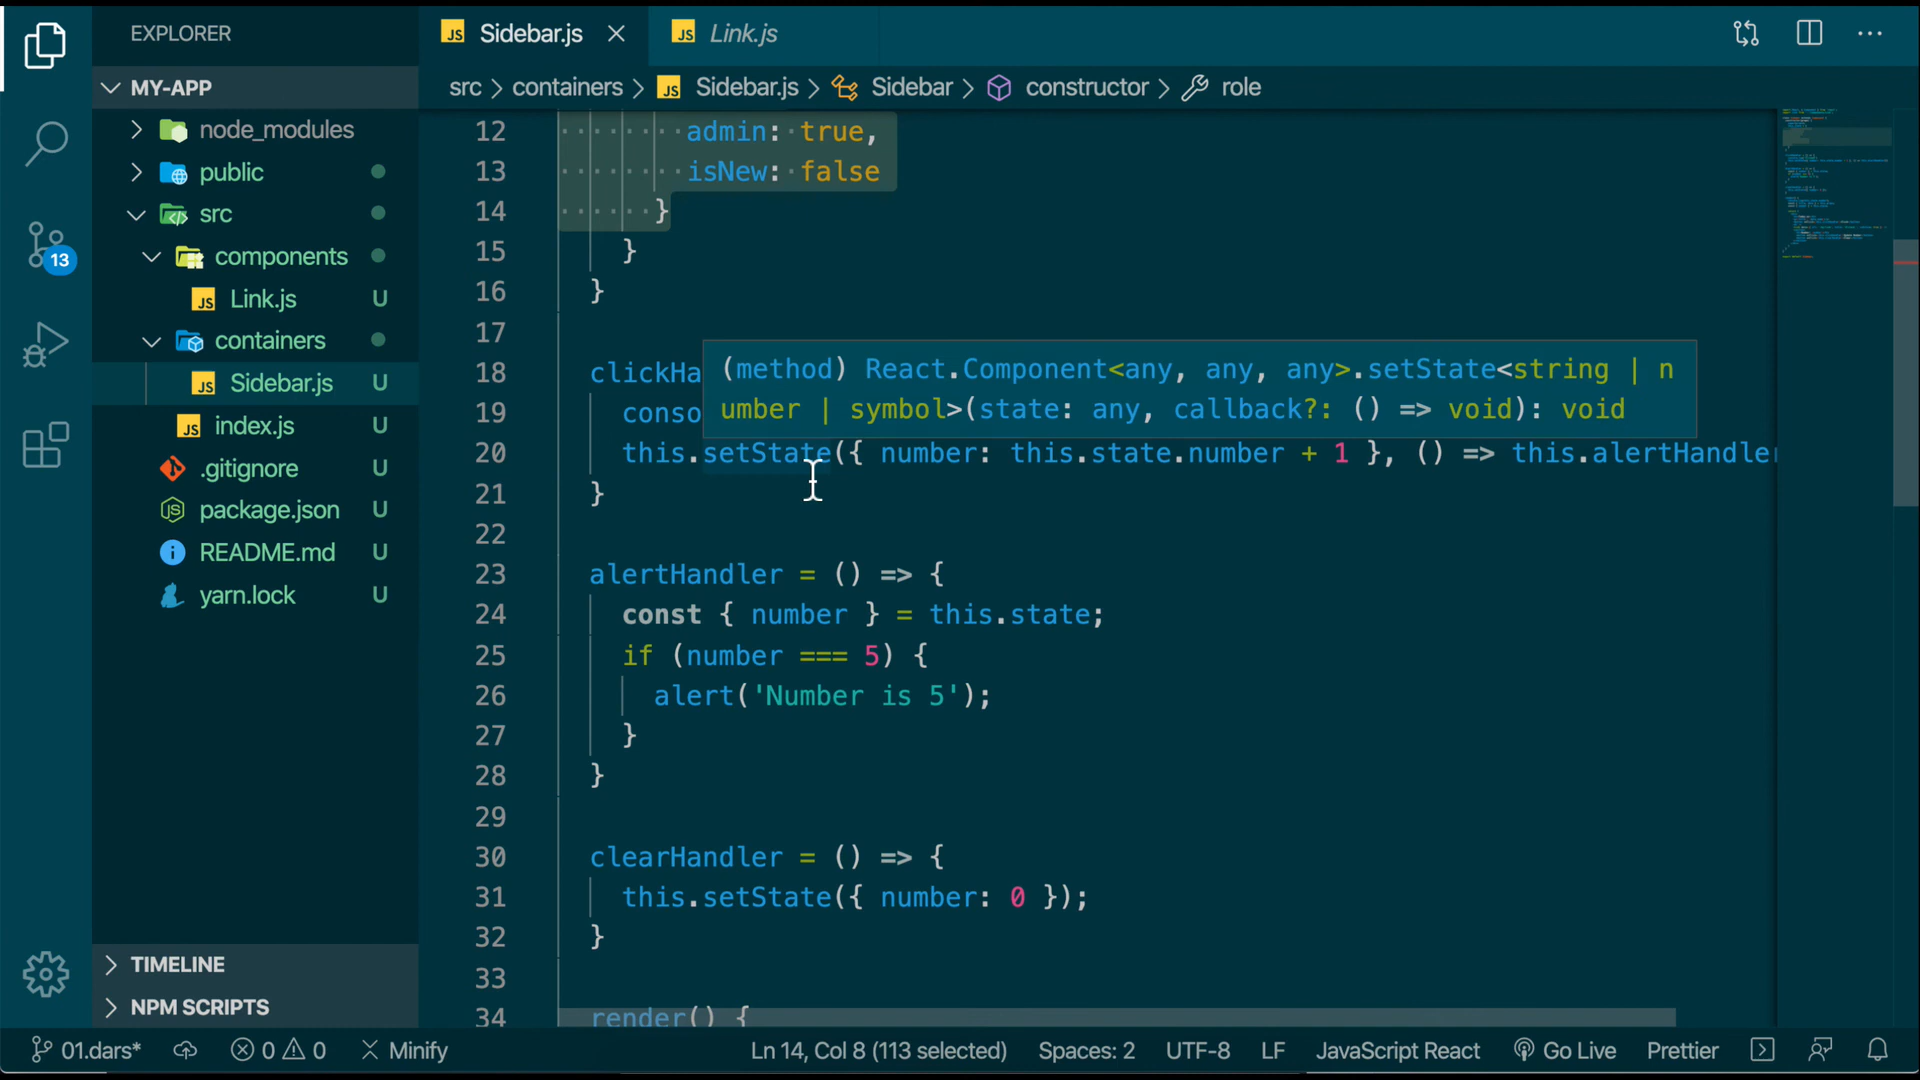 EXPLORER
MY-APP
node_modules
public
src
components
Link.js U
containers
Sidebar.js U
index.js U
.gitignore U
package.json U
README.md U
yarn.lock U
TIMELINE
NPM SCRIPTS
13
Sidebar.js
Link.js
src > containers > JS Sidebar.js > Sidebar > constructor > role
12 admin: true,
13 isNew: false
14 }
15 }
16 }
17
(method) React.Component<any, any, any>.setState<string | n
umber | symbol>(state: any, callback?: () => void): void
18 clickHa
19 conso
20 this.setState({ number: this.state.number + 1 }, () => this.alertHandler
21 }
22
23 alertHandler = () => {
24 const { number } = this.state;
25 if (number === 5) {
26 alert('Number is 5');
27 }
28 }
29
30 clearHandler = () => {
31 this.setState({ number: 0 });
32 }
33
34 render() {
01.dars* 0 0 Minify Ln 14, Col 8 (113 selected) Spaces: 2 UTF-8 LF JavaScript React Go Live Prettier